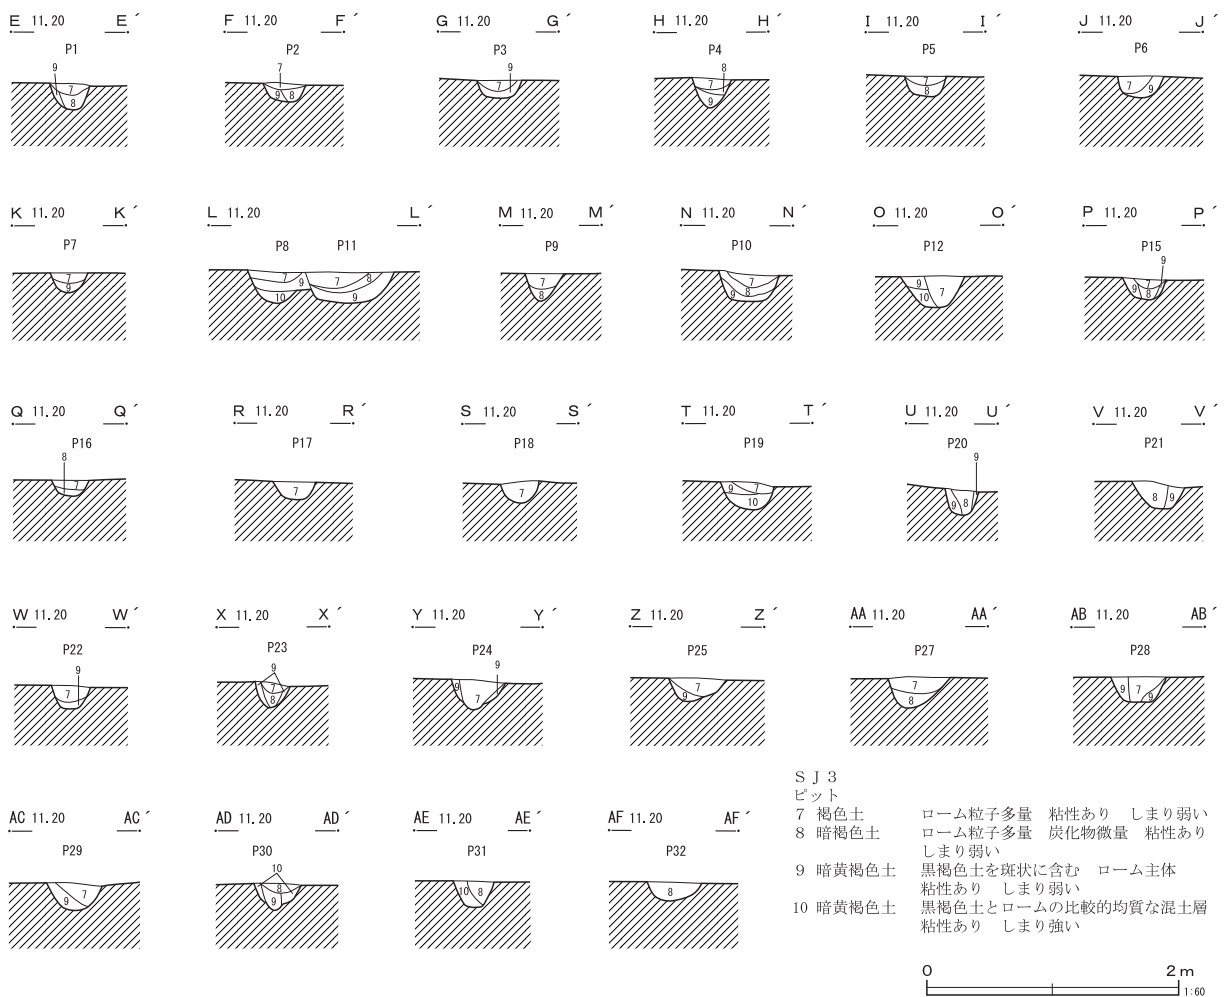 E 11.20 E´ F 11.20 F´ G 11.20 G´ H 11.20 H´ I 11.20 I´ J 11.20 J´
P1 P2 P3 P4 P5 P6
9 7 8
7 9 8
9 7
8 7 9
7 8
7 9
K 11.20 K´ L 11.20 L´ M 11.20 M´ N 11.20 N´ O 11.20 O´ P 11.20 P´
P7 P8 P11 P9 P10 P12 P15
7 9
7 9 10 7 8 9
7 8
7 9 8
9 10 7
9 9 7 8
Q 11.20 Q´ R 11.20 R´ S 11.20 S´ T 11.20 T´ U 11.20 U´ V 11.20 V´
P16 P17 P18 P19 P20 P21
8 7
7
7
9 7 10
9 9 8
8 9
W 11.20 W´ X 11.20 X´ Y 11.20 Y´ Z 11.20 Z´ AA 11.20 AA´ AB 11.20 AB´
P22 P23 P24 P25 P27 P28
9 7
9 7 8
9 9 7
7 9
7 8
9 7 9
AC 11.20 AC´ AD 11.20 AD´ AE 11.20 AE´ AF 11.20 AF´
P29 P30 P31 P32
9 7
10 8 9
10 8
8
ＳＪ３
ピット
7 褐色土 ローム粒子多量 粘性あり しまり弱い
8 暗褐色土 ローム粒子多量 炭化物微量 粘性あり
しまり弱い
9 暗黄褐色土 黒褐色土を斑状に含む ローム主体
粘性あり しまり弱い
10 暗黄褐色土 黒褐色土とロームの比較的均質な混土層
粘性あり しまり強い
0 2m
1:60